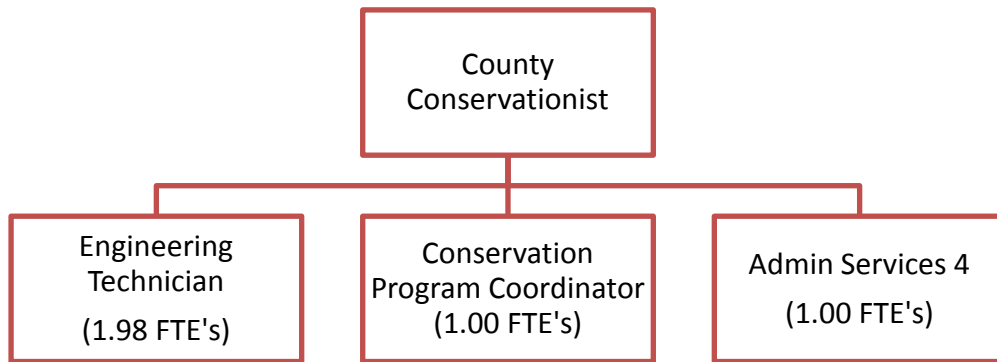 County
Conservationist
Engineering
Technician
(1.98 FTE's)
Conservation
Program Coordinator
(1.00 FTE's)
Admin Services 4
(1.00 FTE's)